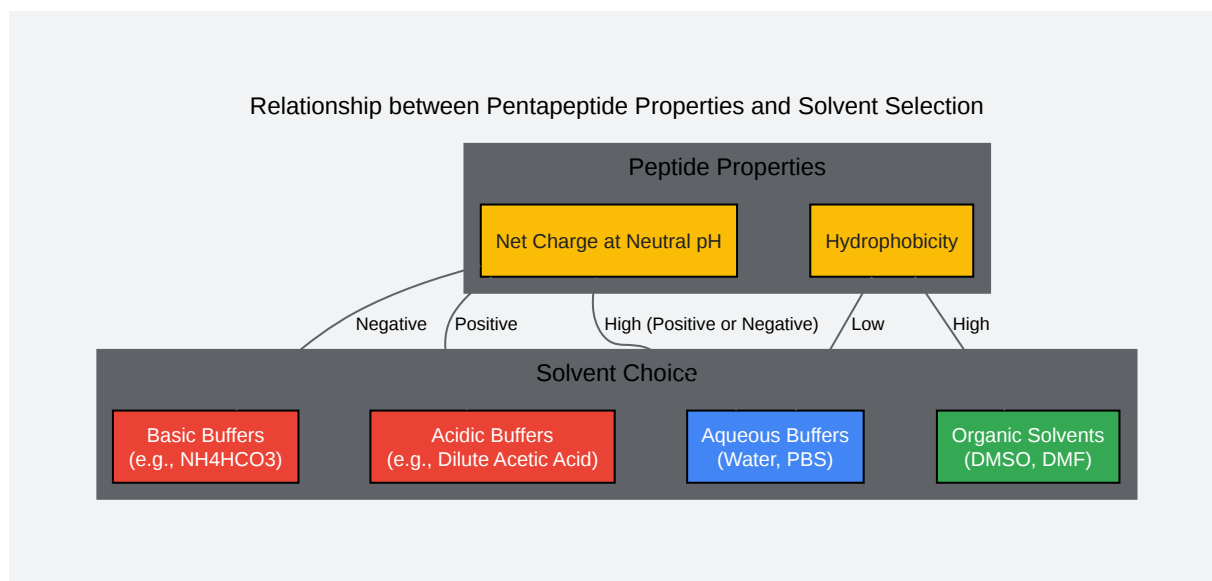 Relationship between Pentapeptide Properties and Solvent Selection
Peptide Properties
Net Charge at Neutral pH
Hydrophobicity
Negative
Positive
High (Positive or Negative)
Low
High
Solvent Choice
Basic Buffers
(e.g., NH4HCO3)
Acidic Buffers
(e.g., Dilute Acetic Acid)
Aqueous Buffers
(Water, PBS)
Organic Solvents
(DMSO, DMF)